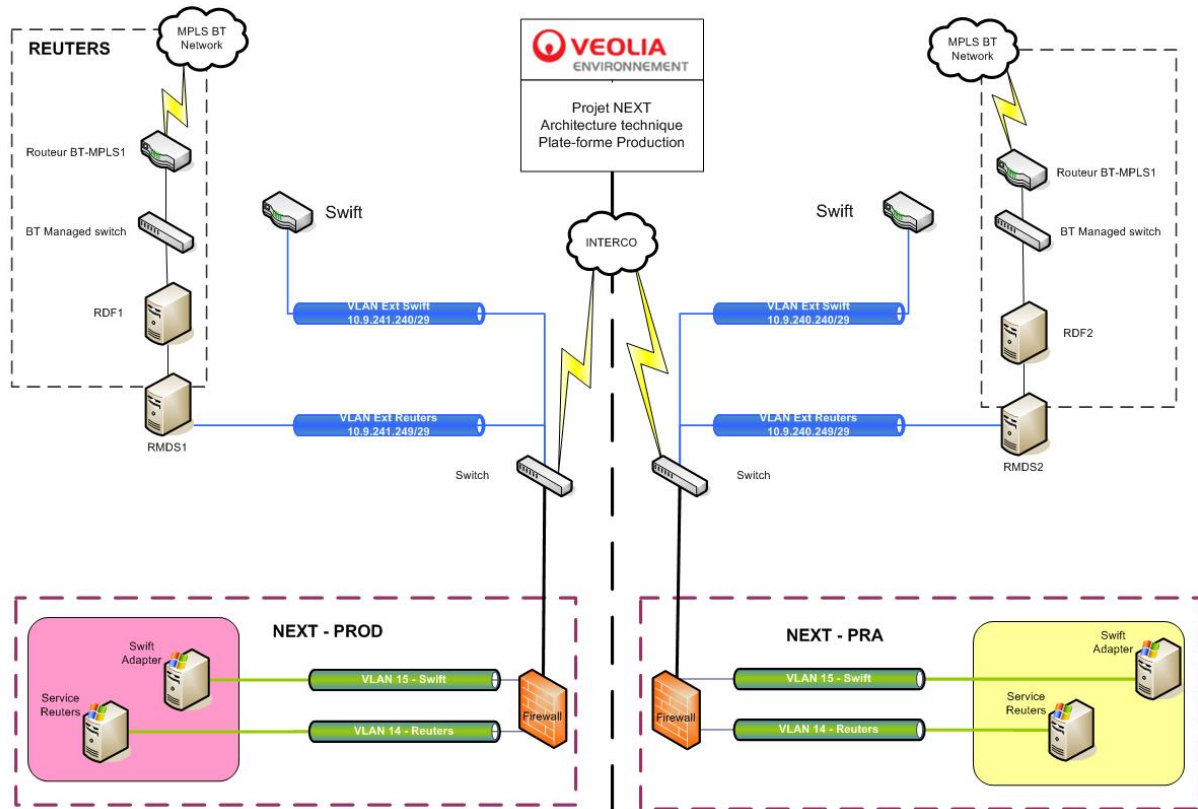 MPLS BT
Network
REUTERS
Routeur BT-MPLS1
BT Managed switch
RDF1
RMDS1
Swift
VLAN Ext Swift
10.9.241.240/29
VLAN Ext Reuters
10.9.241.249/29
Switch
VEOLIA
ENVIRONNEMENT
Projet NEXT
Architecture technique
Plate-forme Production
INTERCO
MPLS BT
Network
Routeur BT-MPLS1
BT Managed switch
RDF2
RMDS2
Swift
VLAN Ext Swift
10.9.240.240/29
VLAN Ext Reuters
10.9.240.249/29
Switch
NEXT - PROD
Swift
Adapter
Service
Reuters
VLAN 15 - Swift
VLAN 14 - Reuters
Firewall
NEXT - PRA
Firewall
VLAN 15 - Swift
VLAN 14 - Reuters
Swift
Adapter
Service
Reuters